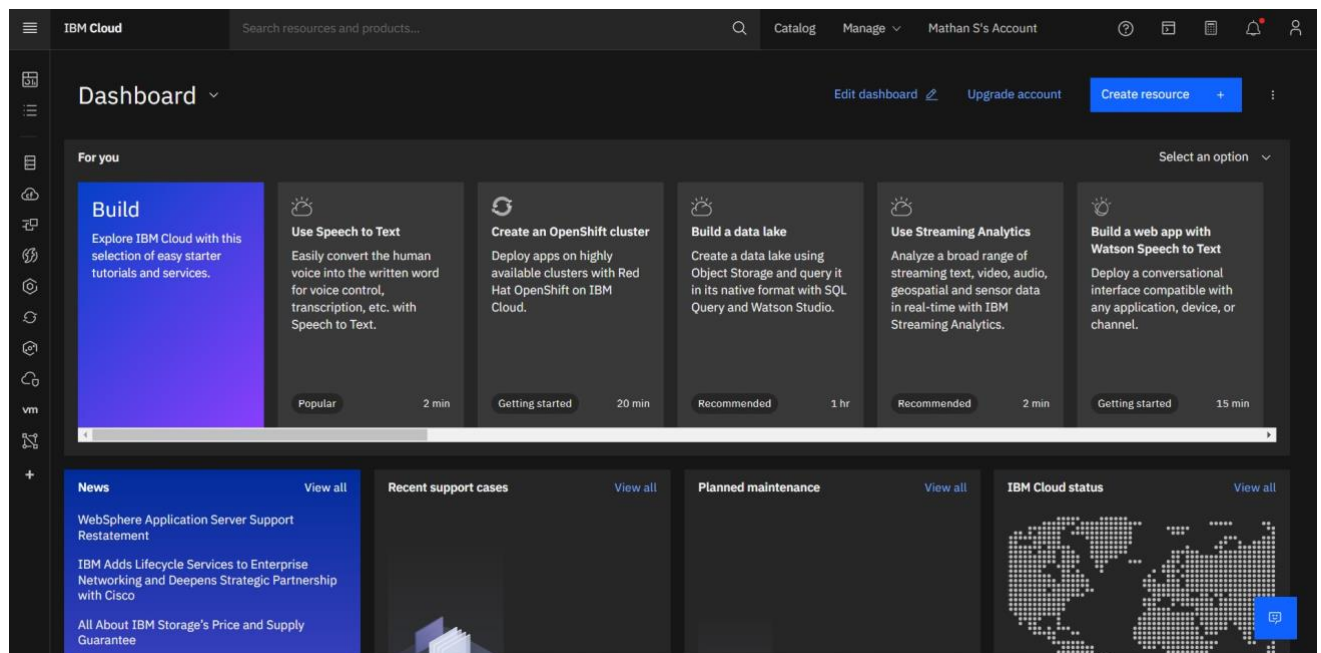 IBM Cloud
Search resources and products...
Catalog
Manage
Mathan S's Account
Dashboard
Edit dashboard
Upgrade account
Create resource +
For you
Select an option
Build
Explore IBM Cloud with this
selection of easy starter
tutorials and services.
Use Speech to Text
Easily convert the human
voice into the written word
for voice control,
transcription, etc. with
Speech to Text.
Popular
2 min
Create an OpenShift cluster
Deploy apps on highly
available clusters with Red
Hat OpenShift on IBM
Cloud.
Getting started
20 min
Build a data lake
Create a data lake using
Object Storage and query it
in its native format with SQL
Query and Watson Studio.
Recommended
1 hr
Use Streaming Analytics
Analyze a broad range of
streaming text, video, audio,
geospatial and sensor data
in real-time with IBM
Streaming Analytics.
Recommended
2 min
Build a web app with
Watson Speech to Text
Deploy a conversational
interface compatible with
any application, device, or
channel.
Getting started
15 min
vm
News
View all
WebSphere Application Server Support
Restatement
IBM Adds Lifecycle Services to Enterprise
Networking and Deepens Strategic Partnership
with Cisco
All About IBM Storage's Price and Supply
Guarantee
Recent support cases
View all
Planned maintenance
View all
IBM Cloud status
View all